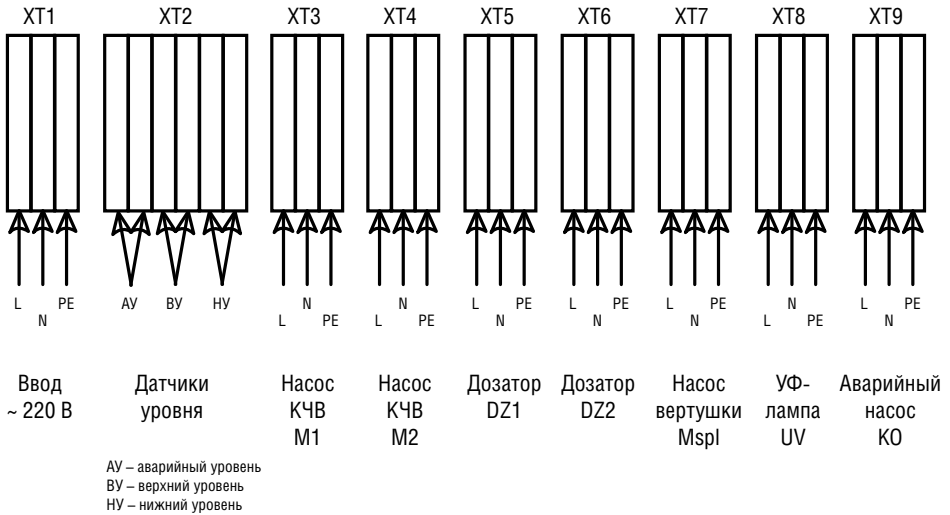 XT1 XT2 XT3 XT4 XT5 XT6 XT7 XT8 XT9
L N PE АУ ВУ НУ L N PE L N PE L N PE L N PE L N PE L N PE L N PE
Ввод Датчики Насос Насос Дозатор Дозатор Насос УФ- Аварийный
~ 220 В уровня КЧВ КЧВ DZ1 DZ2 вертушки лампа насос
M1 M2 Mspl UV КО
АУ – аварийный уровень
ВУ – верхний уровень
НУ – нижний уровень